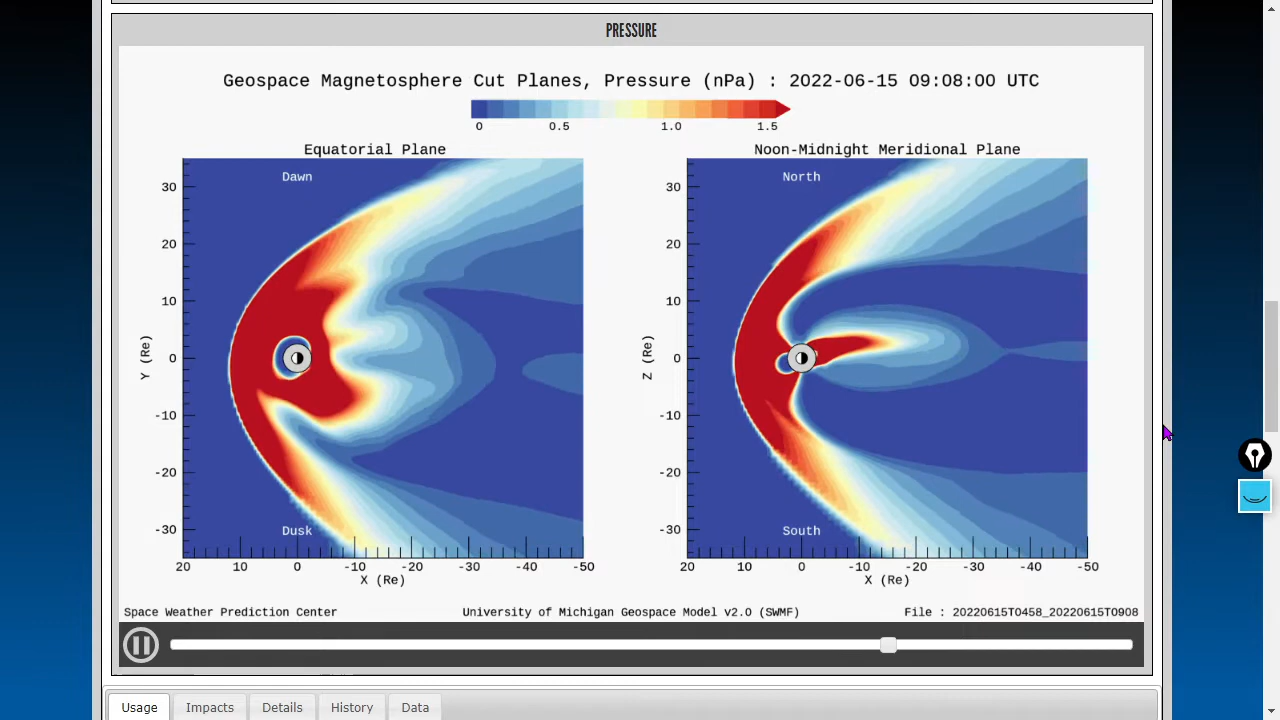 PRESSURE
Geospace Magnetosphere Cut Planes, Pressure (nPa) : 2022-06-15 09:08:00 UTC
0 0.5 1.0 1.5
Equatorial Plane
Noon-Midnight Meridional Plane
Dawn
North
30
20
10
0
-10
-20
-30
Y (Re)
30
20
10
0
-10
-20
-30
Z (Re)
Dusk
South
20 10 0 -10 -20 -30 -40 -50
20 10 0 -10 -20 -30 -40 -50
X (Re)
X (Re)
Space Weather Prediction Center
University of Michigan Geospace Model v2.0 (SWMF)
File : 20220615T0458_20220615T0908
Usage Impacts Details History Data